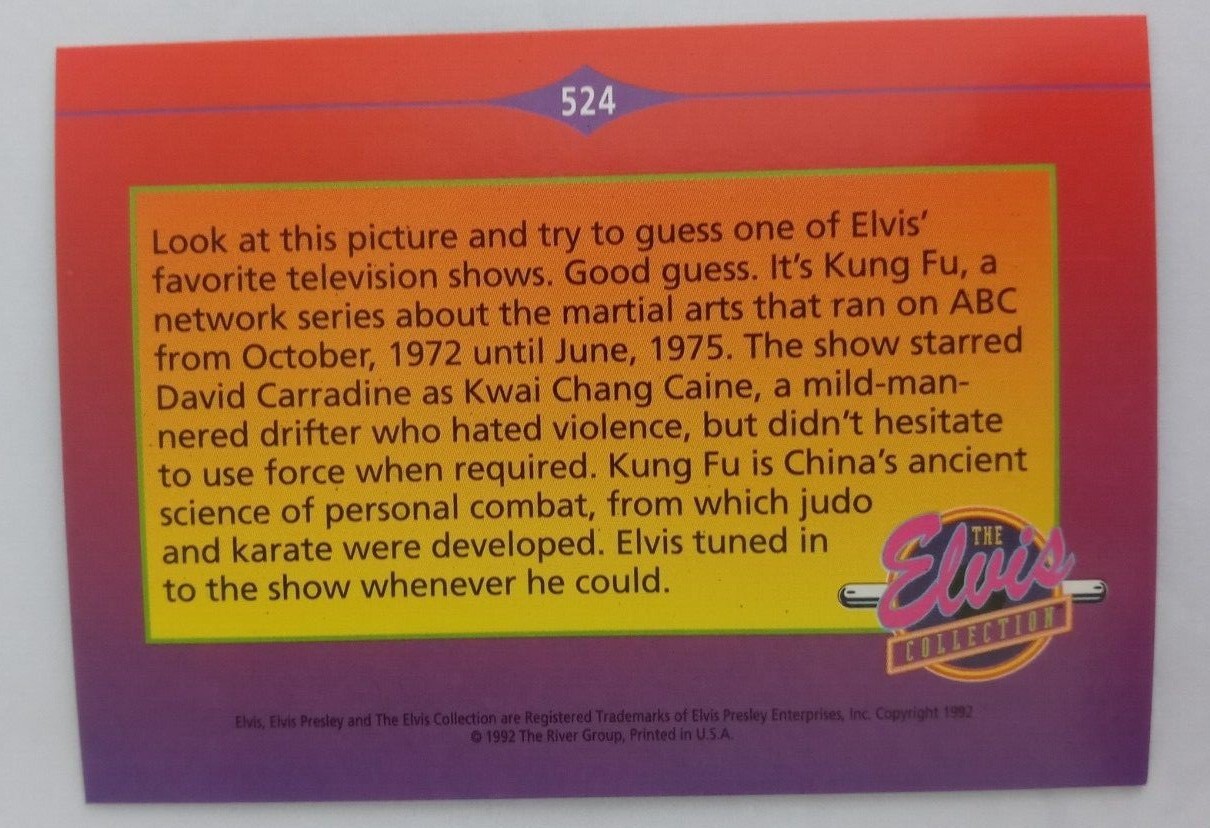 524
Look at this picture and try to guess one of Elvis'
favorite television shows. Good guess. It's Kung Fu, a
network series about the martial arts that ran on ABC
from October, 1972 until June, 1975. The show starred
David Carradine as Kwai Chang Caine, a mild-man-
nered drifter who hated violence, but didn't hesitate
to use force when required. Kung Fu is China's ancient
science of personal combat, from which judo
and karate were developed. Elvis tuned in
to the show whenever he could.
THE
Elvis
COLLECTION
Elvis, Elvis Presley and The Elvis Collection are Registered Trademarks of Elvis Presley Enterprises, Inc. Copyright 1992
© 1992 The River Group, Printed in U.S.A.